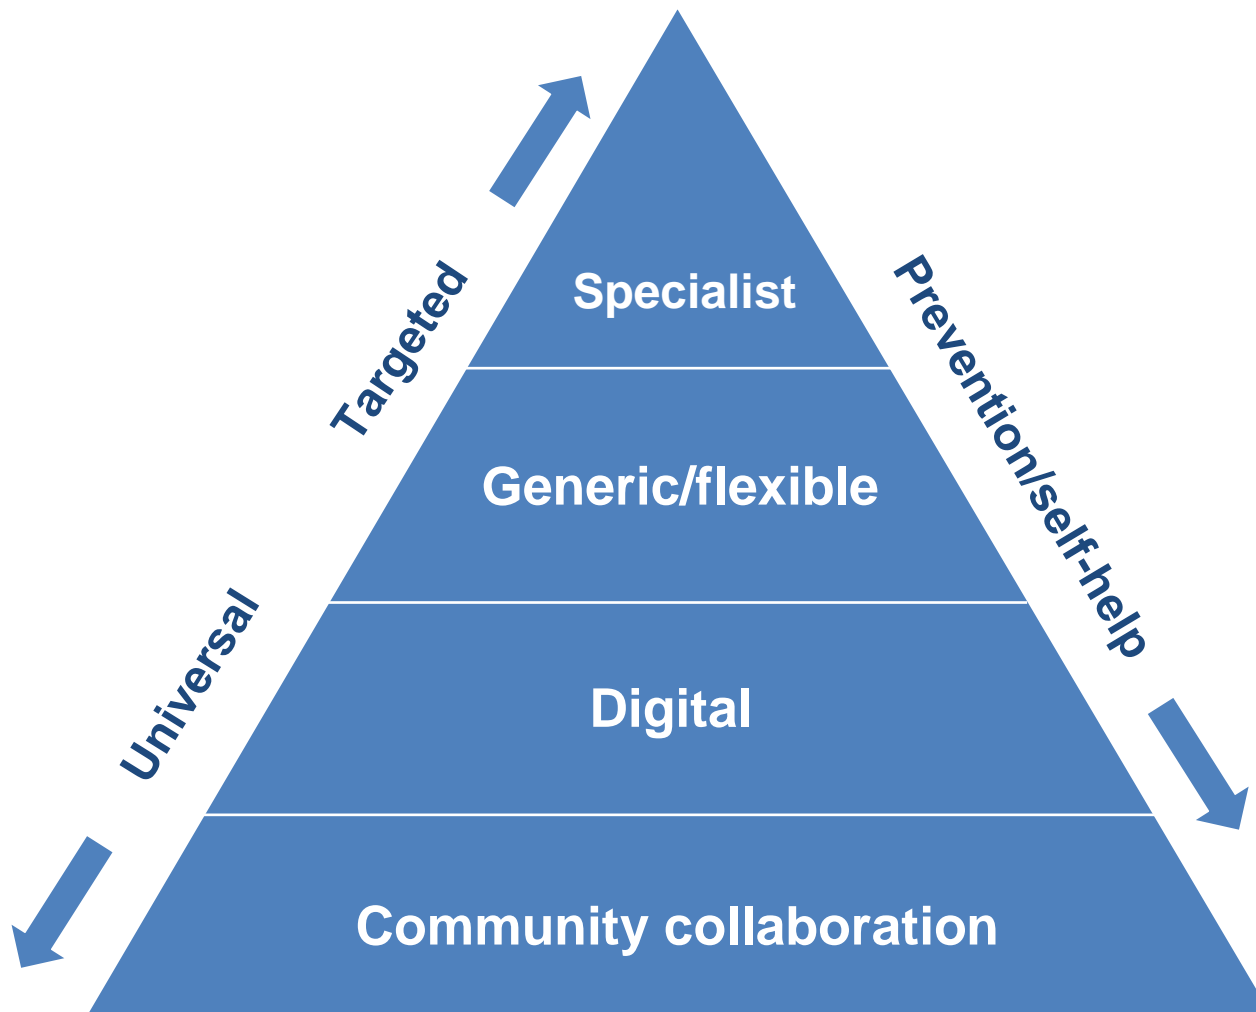 Specialist
Targeted
Prevention/self-help
Generic/flexible
Universal
Digital
Community collaboration